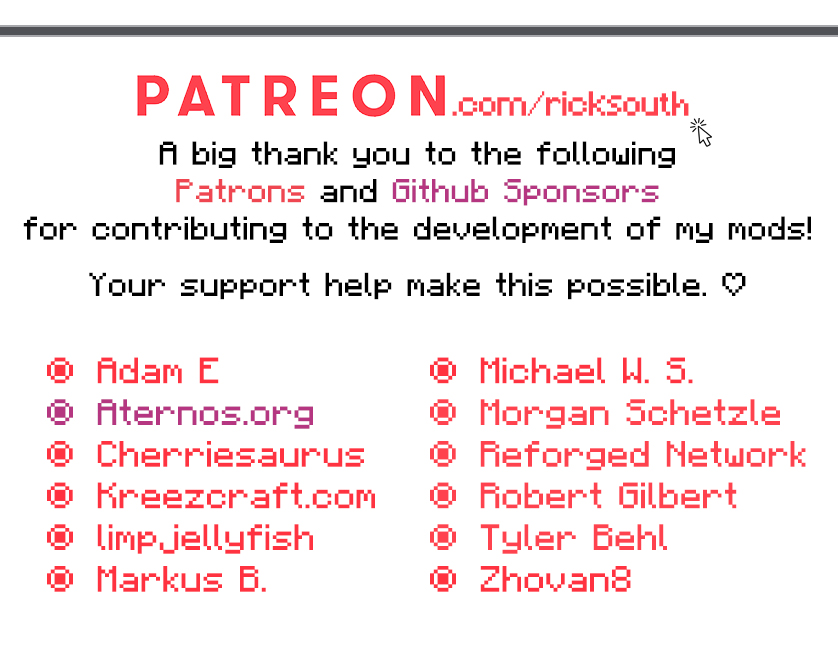 PATREON.com/ricksouth
A big thank you to the following
Patrons and Github Sponsors
for contributing to the development of my mods!
Your support help make this possible. ♡
Adam E
Aternos.org
Cherriesaurus
Kreezcraft.com
limpjellyfish
Markus B.
Michael W. S.
Morgan Schetzle
Reforged Network
Robert Gilbert
Tyler Behl
Zhovan8